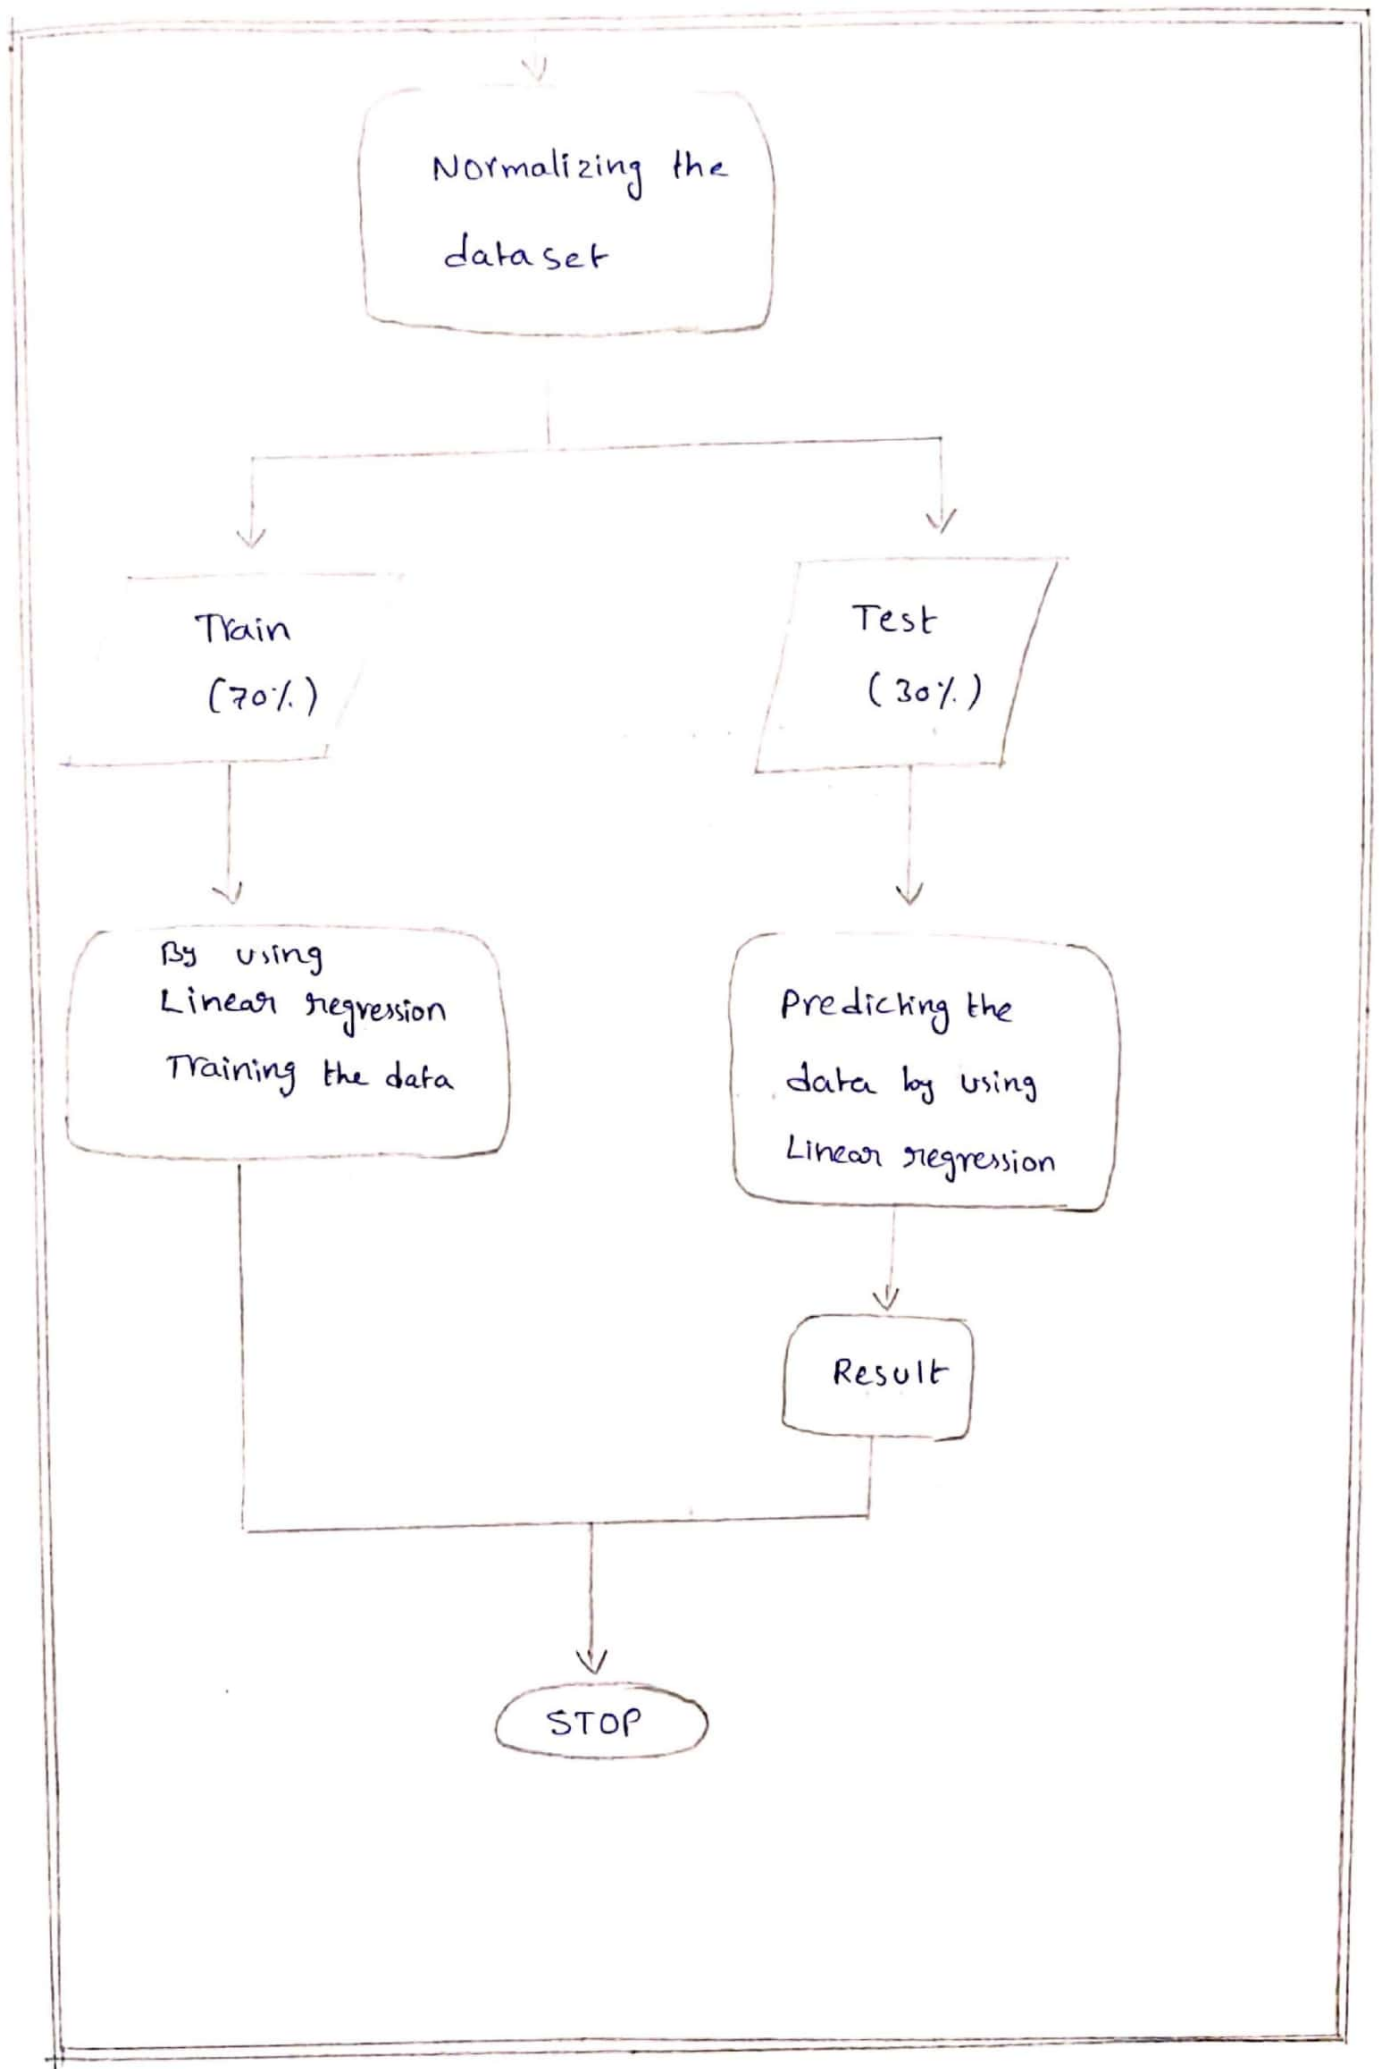 Normalizing the
dataset
Train
(70%)
Test
(30%)
By using
Linear regression
Training the data
Predicting the
data by using
Linear regression
Result
STOP